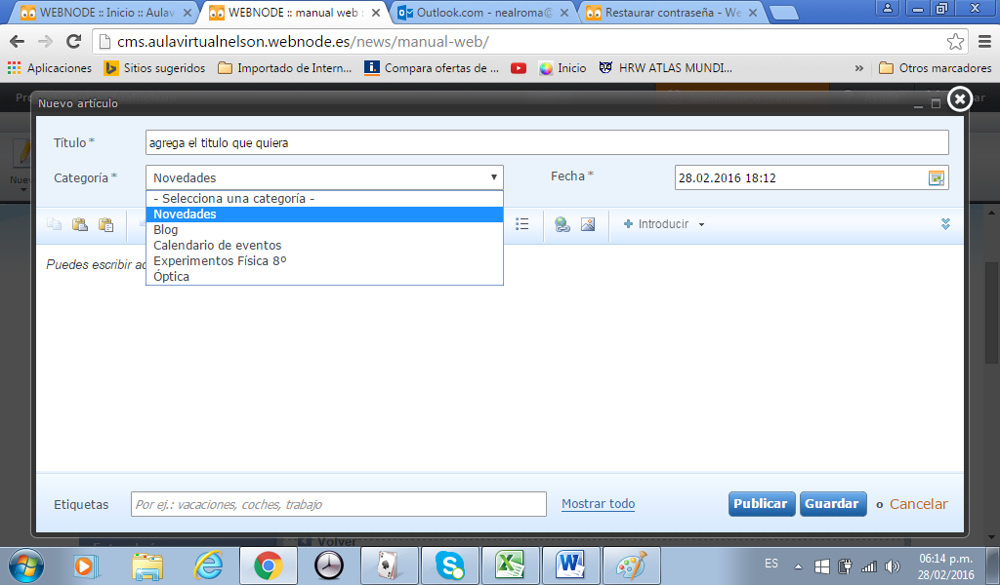 WEBNODE :: Inicio :: Aulav
WEBNODE :: manual web :
Outlook.com - nealroma@
Restaurar contraseña - We
cms.aulavirtualnelson.webnode.es/news/manual-web/
Aplicaciones
Sitios sugeridos
Importado de Intern...
Compara ofertas de ...
Inicio
HRW ATLAS MUNDI...
»
Otros marcadores
Nuevo artículo
Título*
agrega el titulo que quiera
Categoría*
Novedades
Fecha*
28.02.2016 18:12
- Selecciona una categoría -
Novedades
Blog
Calendario de eventos
Experimentos Física 8º
Óptica
Introducir
Puedes escribir
Etiquetas
Por ej.: vacaciones, coches, trabajo
Mostrar todo
Publicar
Guardar
o Cancelar
Volver
ES
06:14 p.m.
28/02/2016